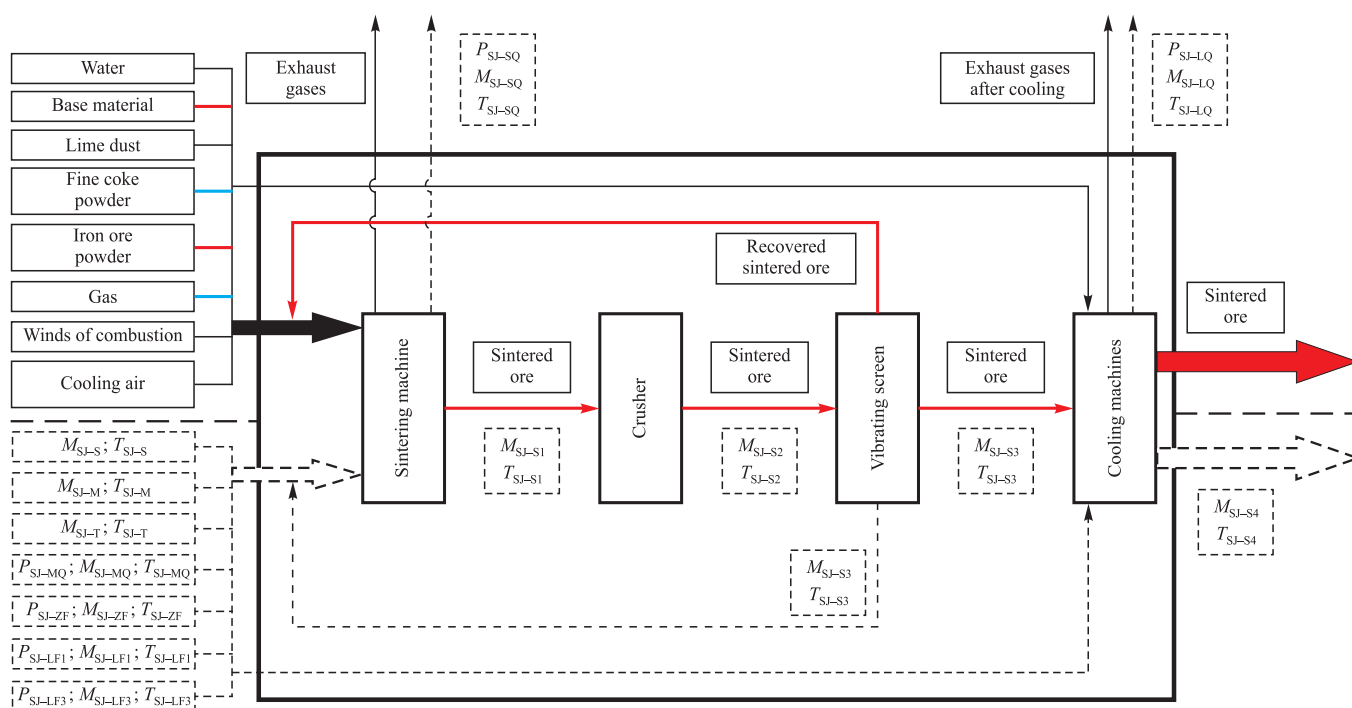 Water
Base material
Lime dust
Fine coke
powder
Iron ore
powder
Gas
Winds of combustion
Cooling air
Exhaust
gases
P_SJ–SQ
M_SJ–SQ
T_SJ–SQ
Exhaust gases
after cooling
P_SJ–LQ
M_SJ–LQ
T_SJ–LQ
Recovered
sintered ore
Sintering machine
Sintered
ore
Crusher
Sintered
ore
Vibrating screen
Sintered
ore
Cooling machines
Sintered
ore
M_SJ–S1
T_SJ–S1
M_SJ–S2
T_SJ–S2
M_SJ–S3
T_SJ–S3
M_SJ–S4
T_SJ–S4
M_SJ–S3
T_SJ–S3
M_SJ–S; T_SJ–S
M_SJ–M; T_SJ–M
M_SJ–T; T_SJ–T
P_SJ–MQ; M_SJ–MQ; T_SJ–MQ
P_SJ–ZF; M_SJ–ZF; T_SJ–ZF
P_SJ–LF1; M_SJ–LF1; T_SJ–LF1
P_SJ–LF3; M_SJ–LF3; T_SJ–LF3